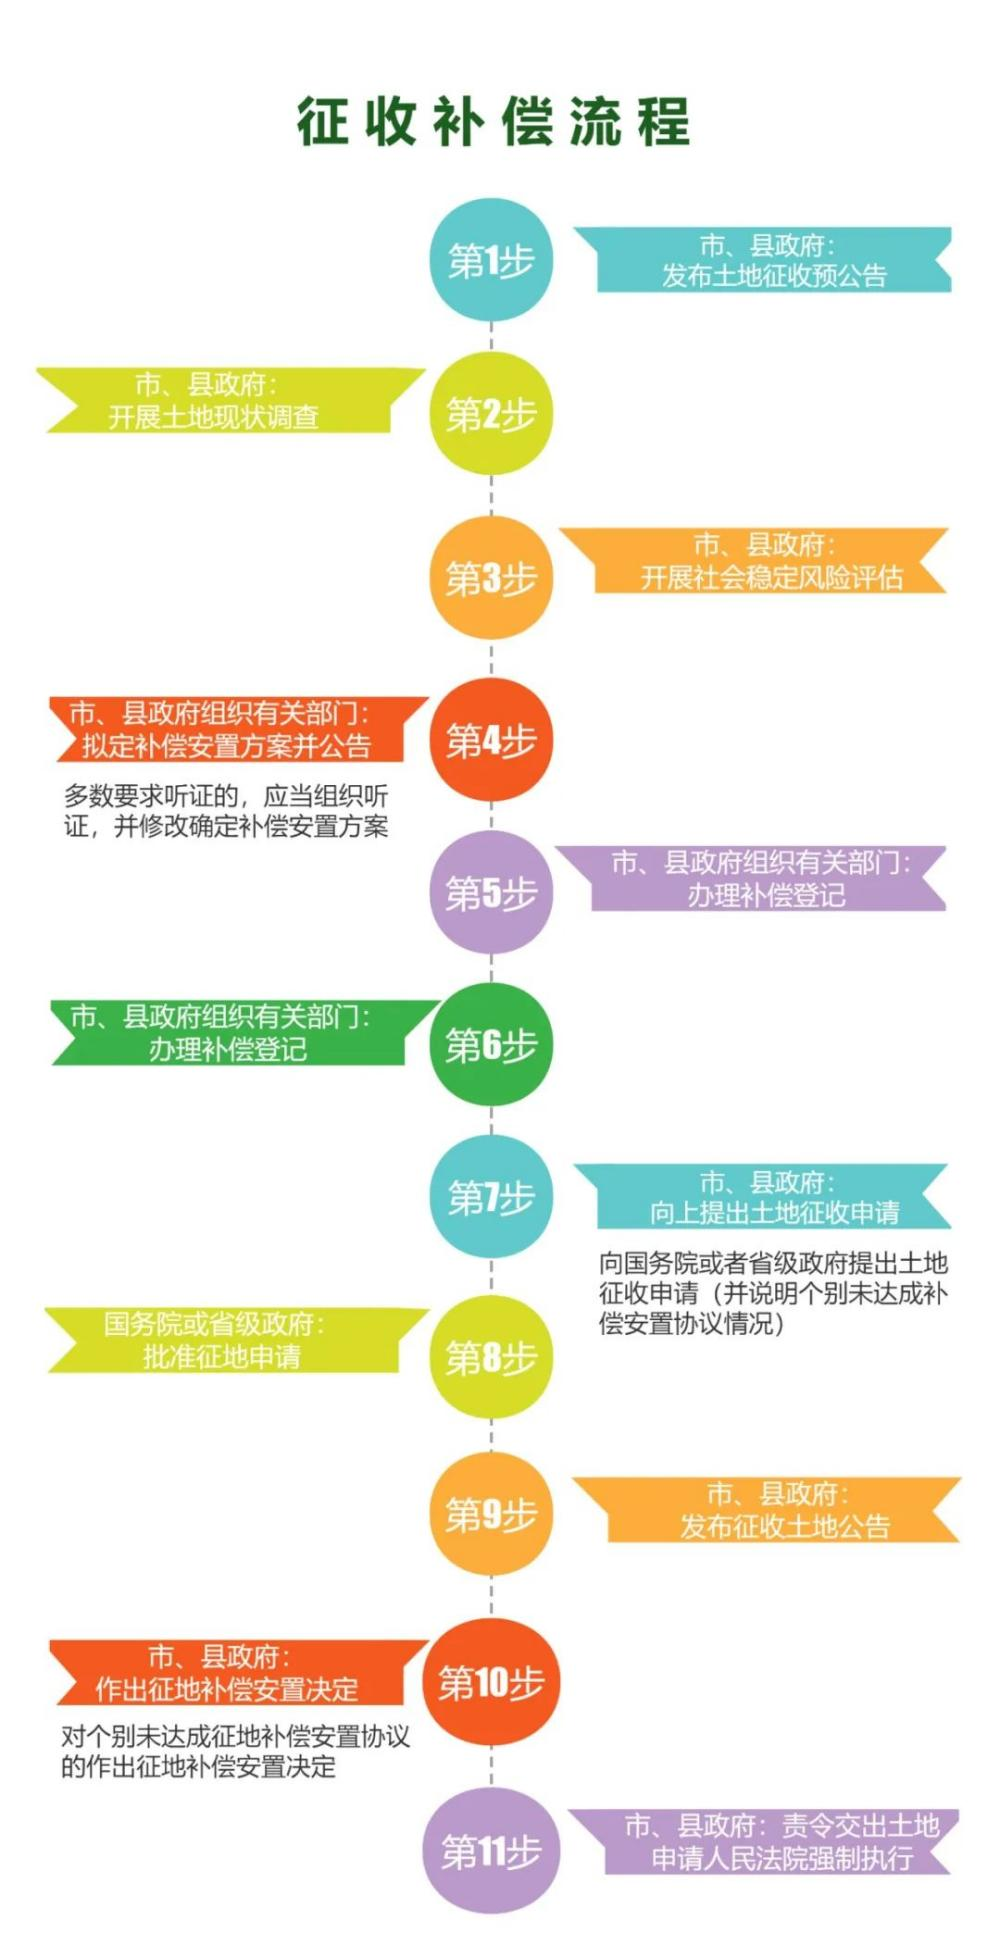 征收补偿流程
第1步
市、县政府：
发布土地征收预公告
第2步
市、县政府：
开展土地现状调查
第3步
市、县政府：
开展社会稳定风险评估
第4步
市、县政府组织有关部门：
拟定补偿安置方案并公告
多数要求听证的，应当组织听
证，并修改确定补偿安置方案
第5步
市、县政府组织有关部门：
办理补偿登记
第6步
市、县政府组织有关部门：
办理补偿登记
第7步
市、县政府：
向上提出土地征收申请
向国务院或者省级政府提出土地
征收申请（并说明个别未达成补
偿安置协议情况）
第8步
国务院或省级政府：
批准征地申请
第9步
市、县政府：
发布征收土地公告
第10步
市、县政府：
作出征地补偿安置决定
对个别未达成征地补偿安置协议
的作出征地补偿安置决定
第11步
市、县政府：责令交出土地
申请人民法院强制执行